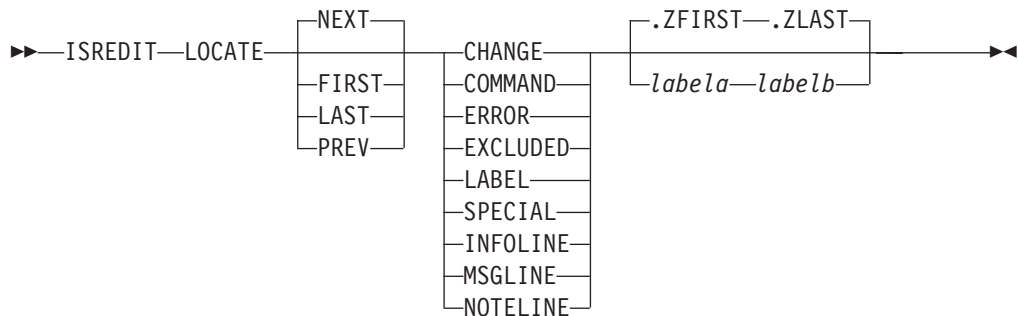 NEXT .ZFIRST .ZLAST
ISREDIT LOCATE CHANGE
FIRST COMMAND labela labelb
LAST ERROR
PREV EXCLUDED
LABEL
SPECIAL
INFOLINE
MSGLINE
NOTELINE